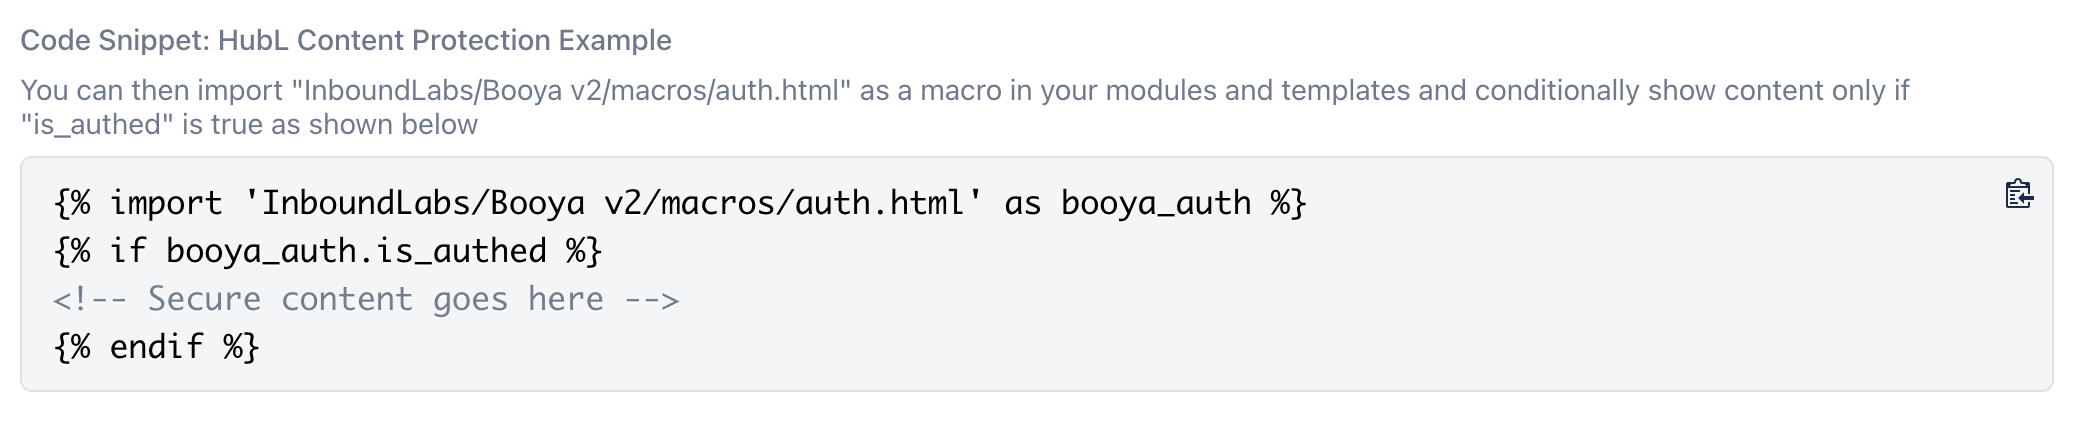 Code Snippet: HubL Content Protection Example
You can then import "InboundLabs/Booya v2/macros/auth.html" as a macro in your modules and templates and conditionally show content only if
"is_authed" is true as shown below
{% import 'InboundLabs/Booya v2/macros/auth.html' as booya_auth %}
{% if booya_auth.is_authed %}
<!-- Secure content goes here -->
{% endif %}